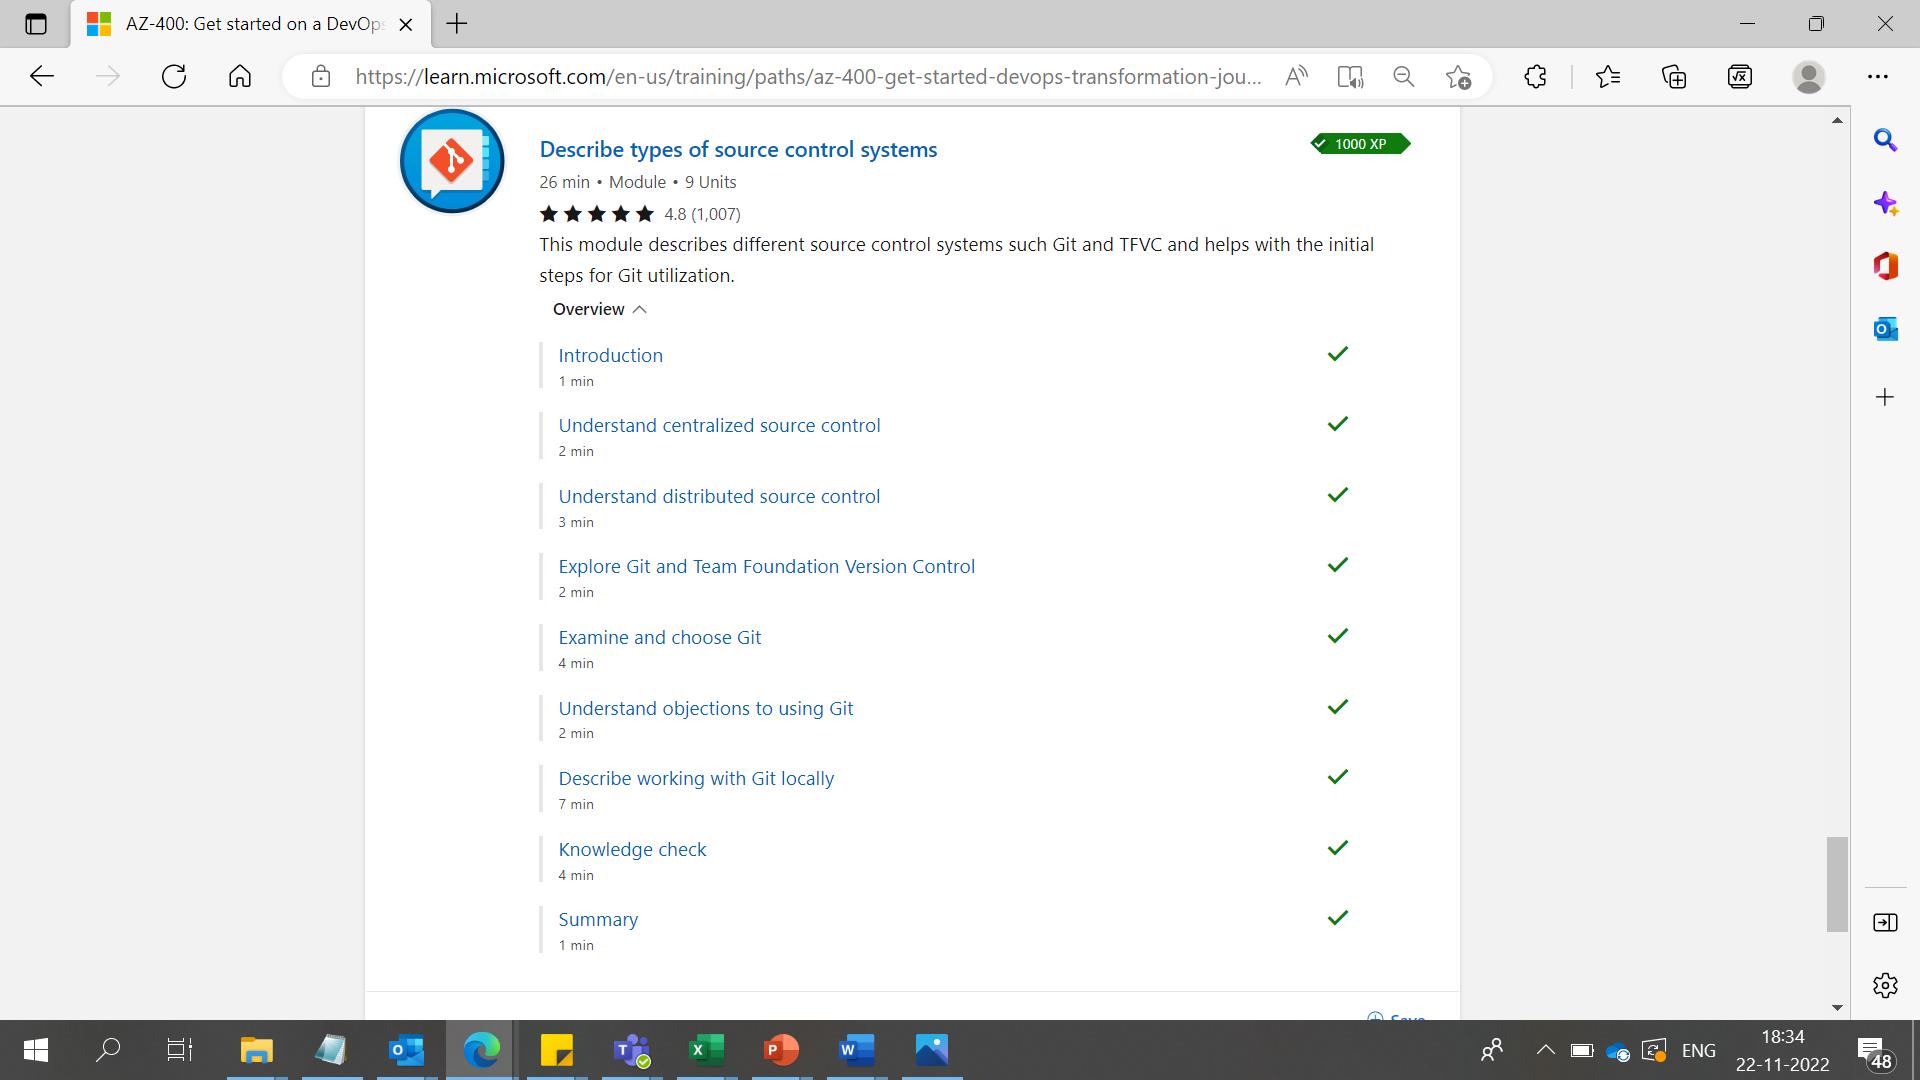 AZ-400: Get started on a DevOps
https://learn.microsoft.com/en-us/training/paths/az-400-get-started-devops-transformation-jou...
Describe types of source control systems
1000 XP
26 min • Module • 9 Units
4.8 (1,007)
This module describes different source control systems such Git and TFVC and helps with the initial
steps for Git utilization.
Overview
Introduction
1 min
Understand centralized source control
2 min
Understand distributed source control
3 min
Explore Git and Team Foundation Version Control
2 min
Examine and choose Git
4 min
Understand objections to using Git
2 min
Describe working with Git locally
7 min
Knowledge check
4 min
Summary
1 min
Save
ENG
18:34
22-11-2022
48